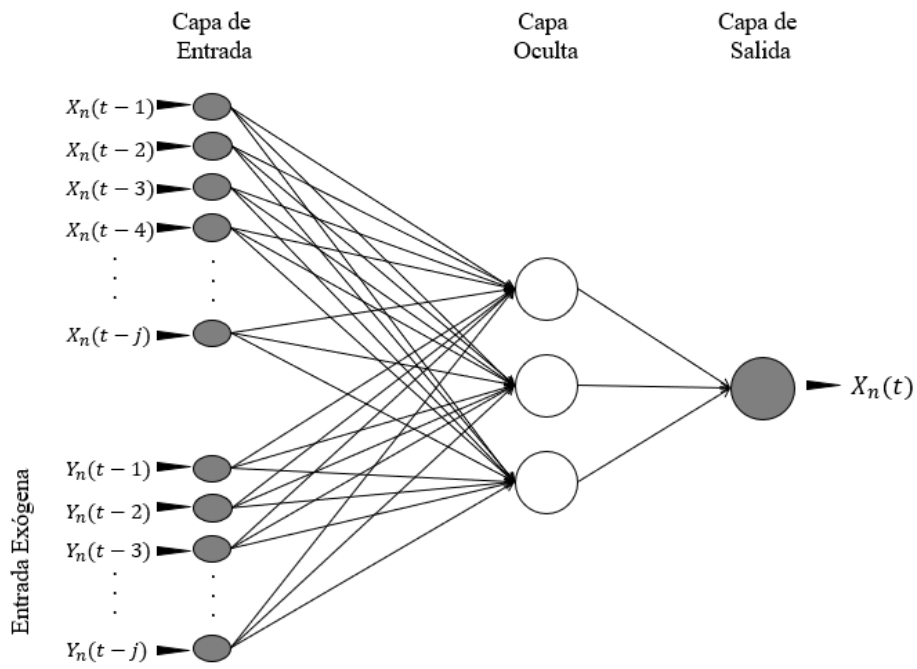 Capa de
Entrada
Capa
Oculta
Capa de
Salida
X_n(t − 1)
X_n(t − 2)
X_n(t − 3)
X_n(t − 4)
X_n(t − j)
X_n(t)
Entrada Exógena
Y_n(t − 1)
Y_n(t − 2)
Y_n(t − 3)
Y_n(t − j)